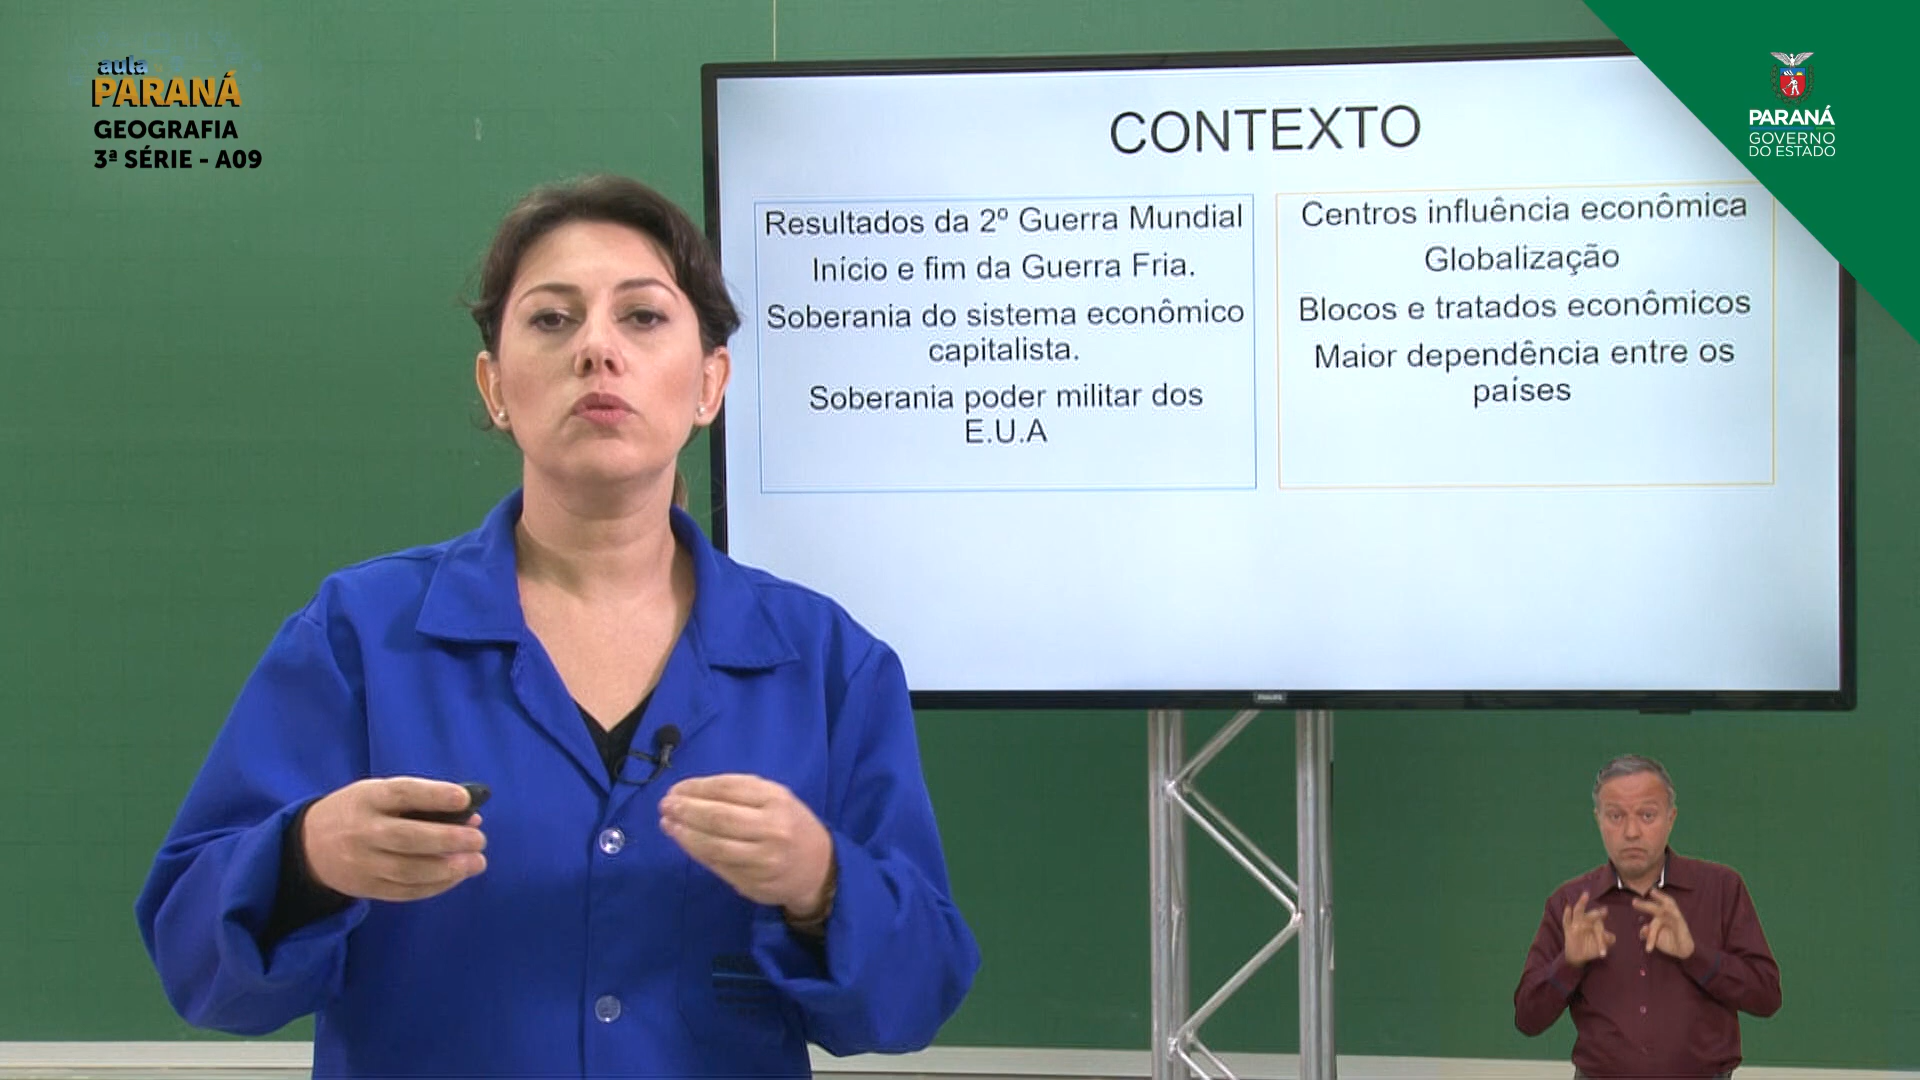 aula
PARANÁ
GEOGRAFIA
3ª SÉRIE - A09
CONTEXTO
Resultados da 2º Guerra Mundial
Início e fim da Guerra Fria.
Soberania do sistema econômico
capitalista.
Soberania poder militar dos
E.U.A
Centros influência econômica
Globalização
Blocos e tratados econômicos
Maior dependência entre os
países
PARANÁ
GOVERNO
DO ESTADO
PHILIPS